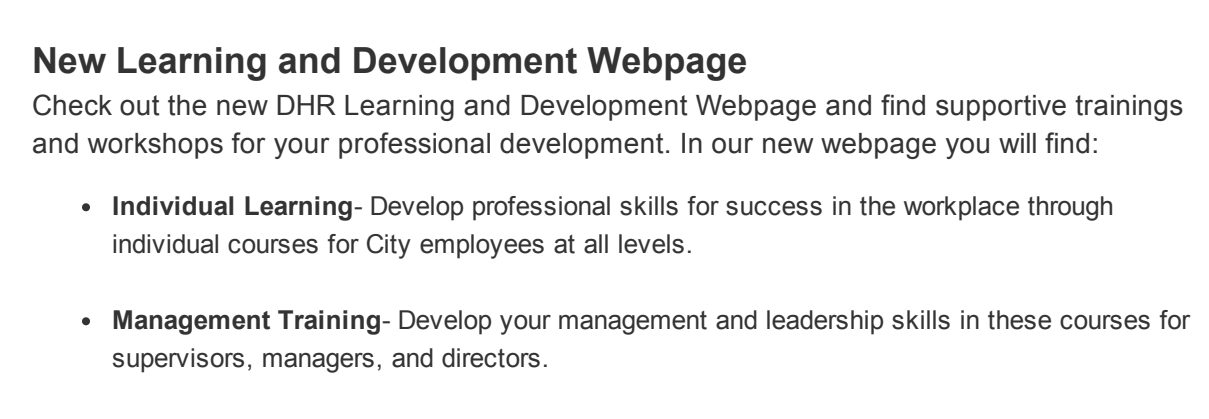 New Learning and Development Webpage
Check out the new DHR Learning and Development Webpage and find supportive trainings
and workshops for your professional development. In our new webpage you will find:
• Individual Learning- Develop professional skills for success in the workplace through
individual courses for City employees at all levels.
• Management Training- Develop your management and leadership skills in these courses for
supervisors, managers, and directors.